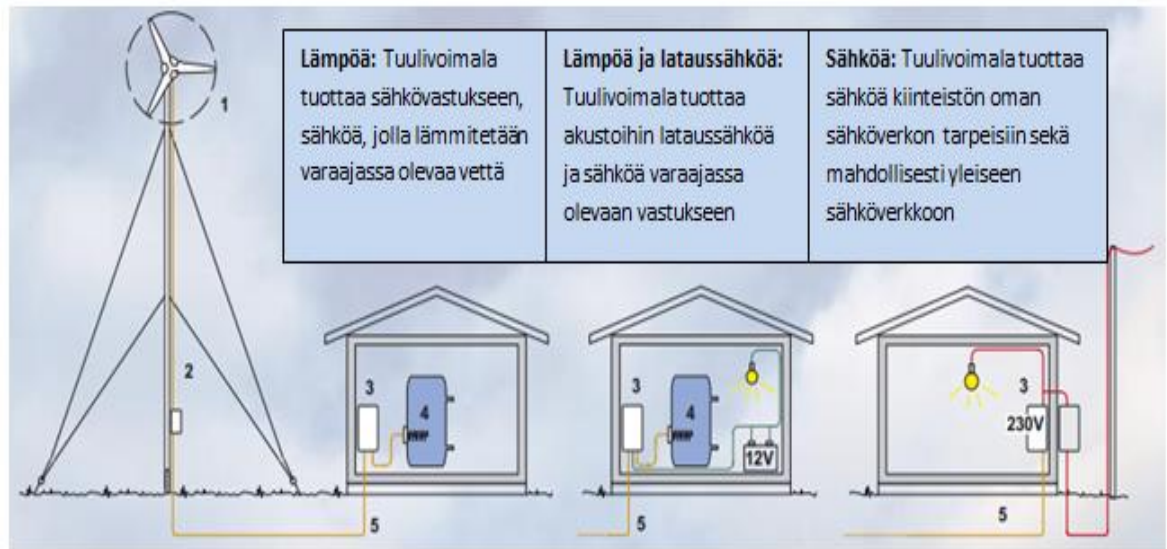 Lämpöä: Tuulivoimala
tuottaa sähkövastukseen,
sähköä, jolla lämmitetään
varaajassa olevaa vettä
Lämpöä ja lataussähköä:
Tuulivoimala tuottaa
akustoihin lataussähköä
ja sähköä varaajassa
olevaan vastukseen
Sähköä: Tuulivoimala tuottaa
sähköä kiinteistön oman
sähköverkon tarpeisiin sekä
mahdollisesti yleiseen
sähköverkkoon
1
2
3
4
5
3
4
12V
5
3
230V
5